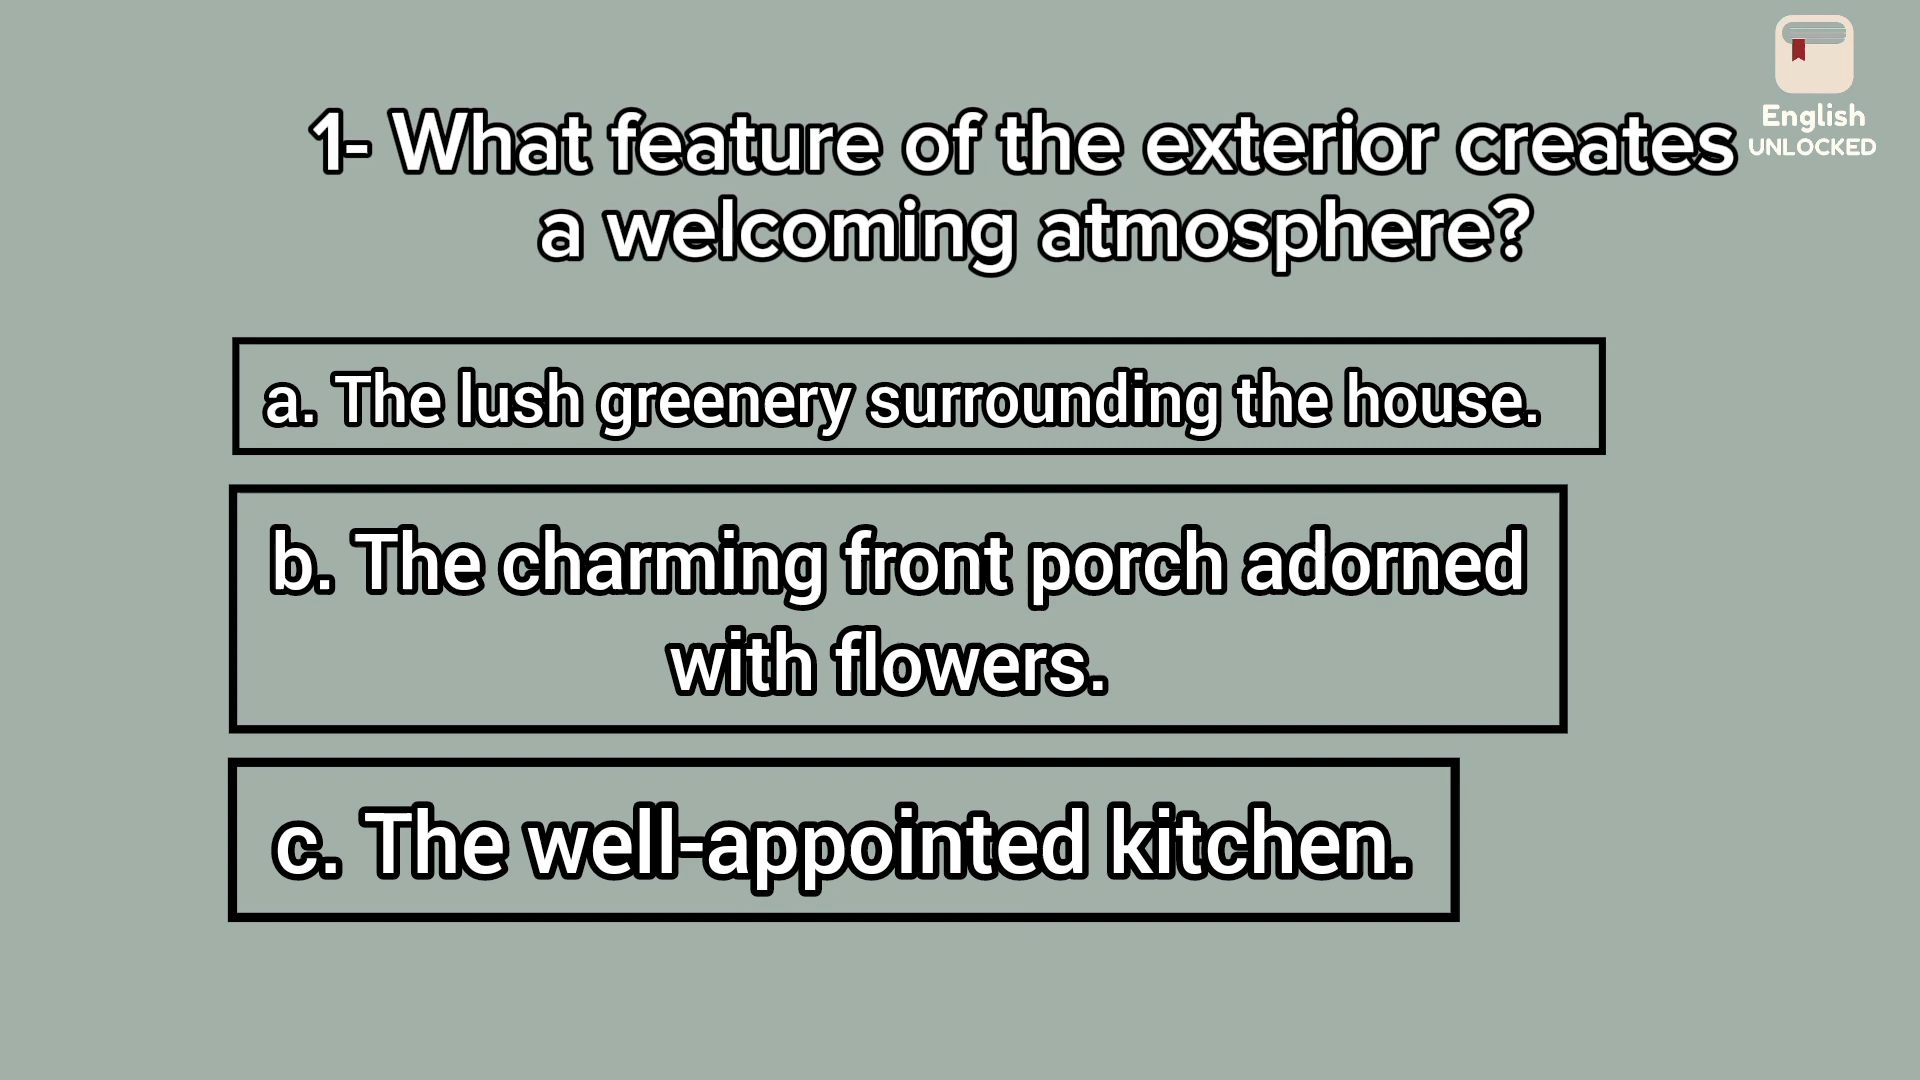 English
UNLOCKED
1- What feature of the exterior creates
a welcoming atmosphere?
a. The lush greenery surrounding the house.
b. The charming front porch adorned
with flowers.
c. The well-appointed kitchen.